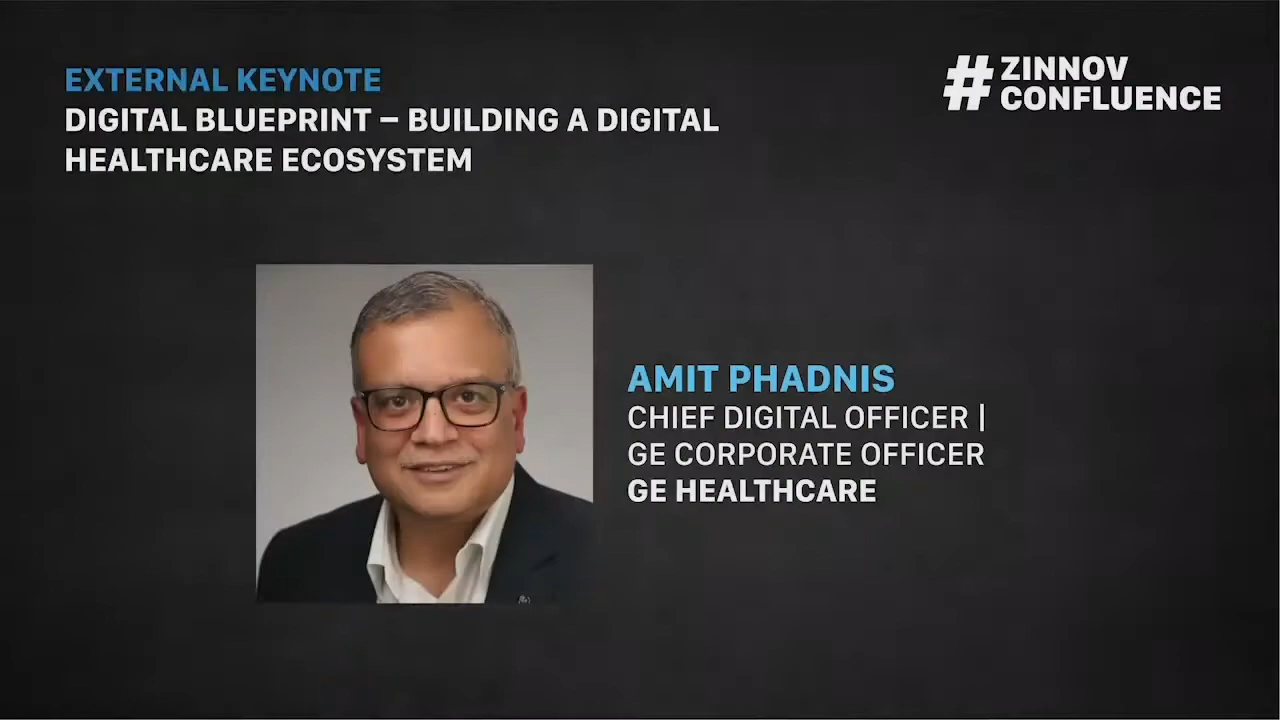 EXTERNAL KEYNOTE
DIGITAL BLUEPRINT – BUILDING A DIGITAL
HEALTHCARE ECOSYSTEM
#ZINNOV
CONFLUENCE
AMIT PHADNIS
CHIEF DIGITAL OFFICER |
GE CORPORATE OFFICER
GE HEALTHCARE